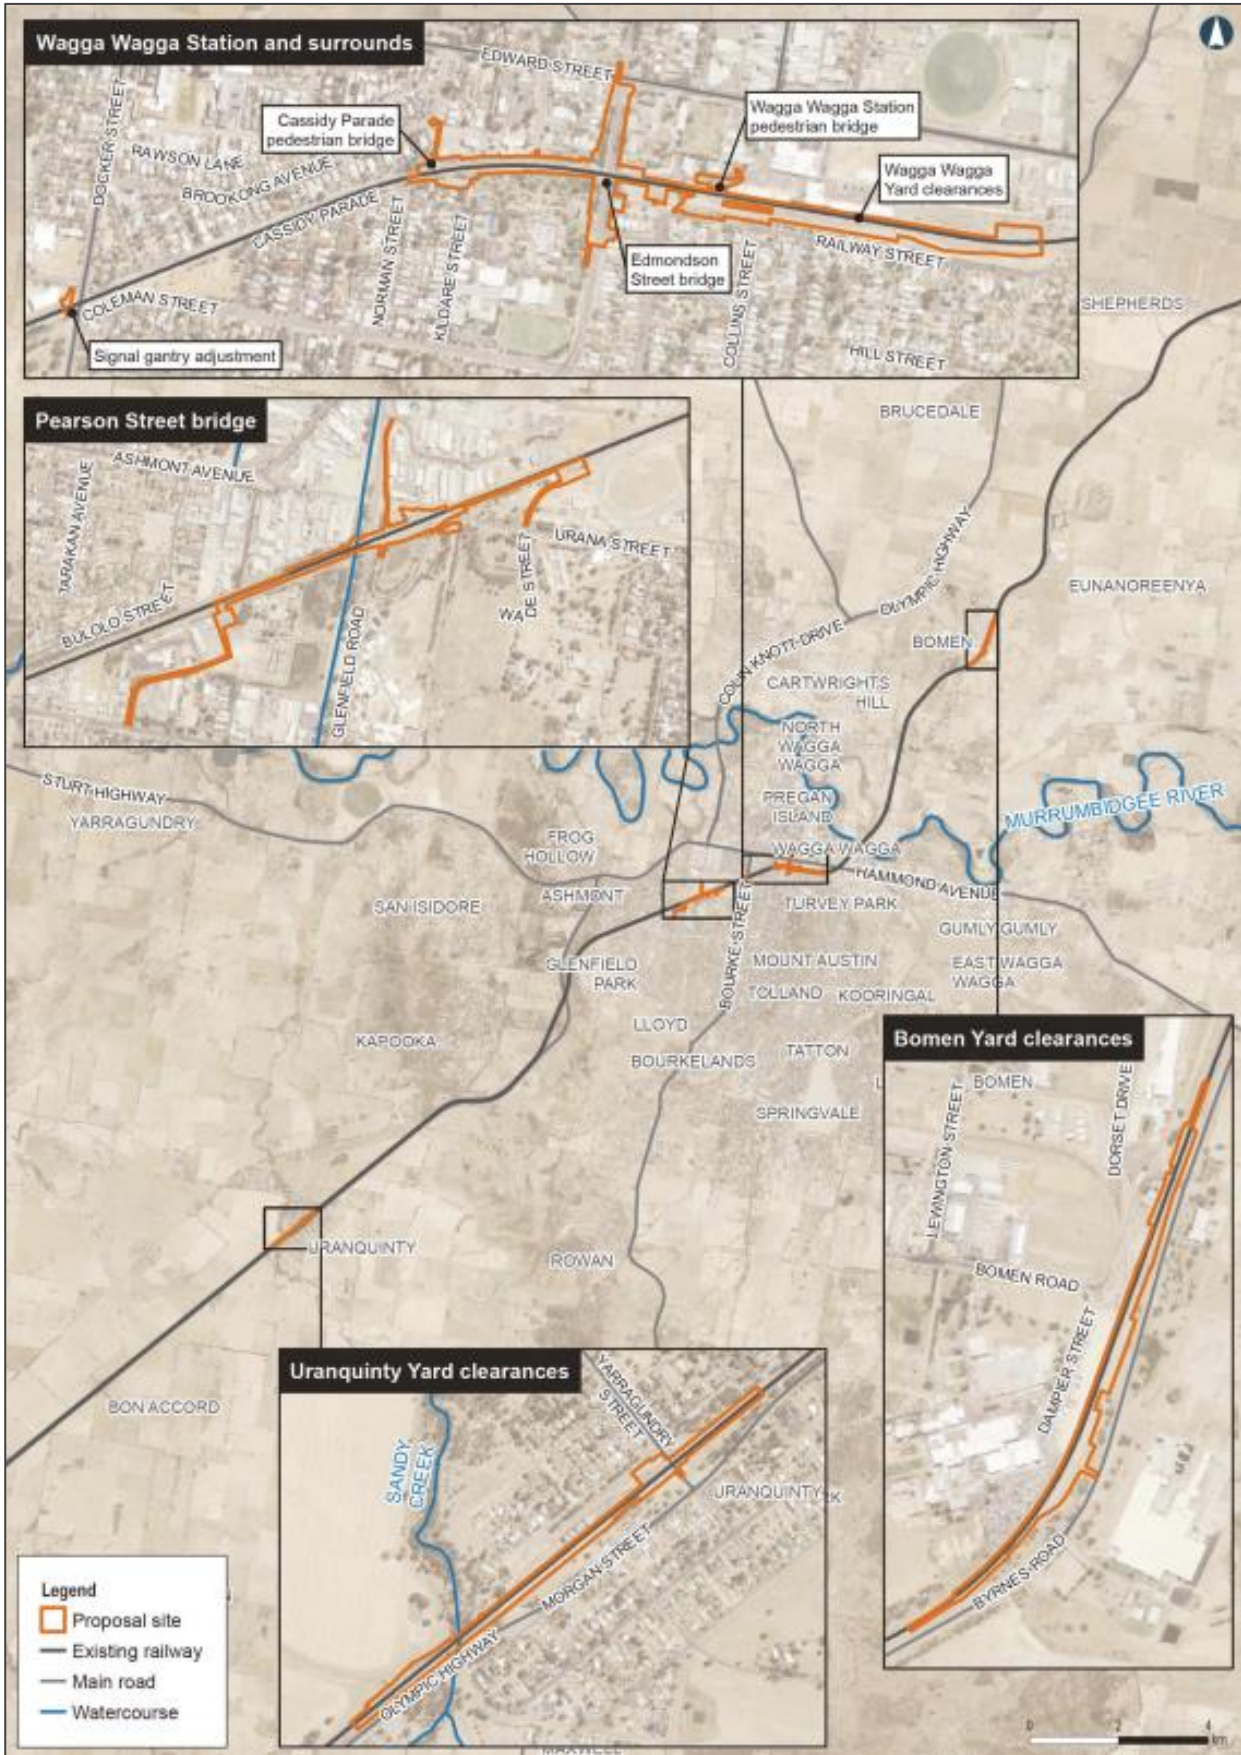 Wagga Wagga Station and surrounds
EDWARD STREET
Cassidy Parade
pedestrian bridge
Wagga Wagga Station
pedestrian bridge
DOCKER STREET
RAWSON LANE
BROOKONG AVENUE
Wagga Wagga
Yard clearances
CASSIDY PARADE
NORMAN STREET
KILDARE STREET
Edmondson
Street bridge
COLLINS STREET
RAILWAY STREET
COLEMAN STREET
HILL STREET
Signal gantry adjustment
SHEPHERDS
BRUCEDALE
Pearson Street bridge
ASHMONT AVENUE
TARAKAN AVENUE
URANA STREET
WADE STREET
BULOLO STREET
GLENFIELD ROAD
OLYMPIC HIGHWAY
EUNANOREENYA
BOMEN
COLIN KNOTT DRIVE
CARTWRIGHTS
HILL
NORTH
WAGGA
WAGGA
STURT HIGHWAY
YARRAGUNDRY
PREGAN
ISLAND
MURRUMBIDGEE RIVER
FROG
HOLLOW
WAGGA WAGGA
HAMMOND AVENUE
ASHMONT
SAN ISIDORE
TURVEY PARK
GUMLY GUMLY
BOURKE STREET
GLENFIELD
PARK
MOUNT AUSTIN
EAST WAGGA
WAGGA
TOLLAND
KOORINGAL
LLOYD
KAPOOKA
BOURKELANDS
TATTON
L
SPRINGVALE
Bomen Yard clearances
BOMEN
LEWINGTON STREET
DORSET DRIVE
BOMEN ROAD
DAMPIER STREET
BYRNES ROAD
URANQUINTY
ROWAN
BON ACCORD
Uranquinty Yard clearances
YARRAGUNDRY
STREET
SANDY
CREEK
URANQUINTY
K
MORGAN STREET
OLYMPIC HIGHWAY
MAXWELL
Legend
Proposal site
Existing railway
Main road
Watercourse
0 2 4
km